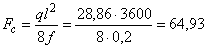 F_c = ql²/8f = 28,86·3600/8·0,2 = 64,93